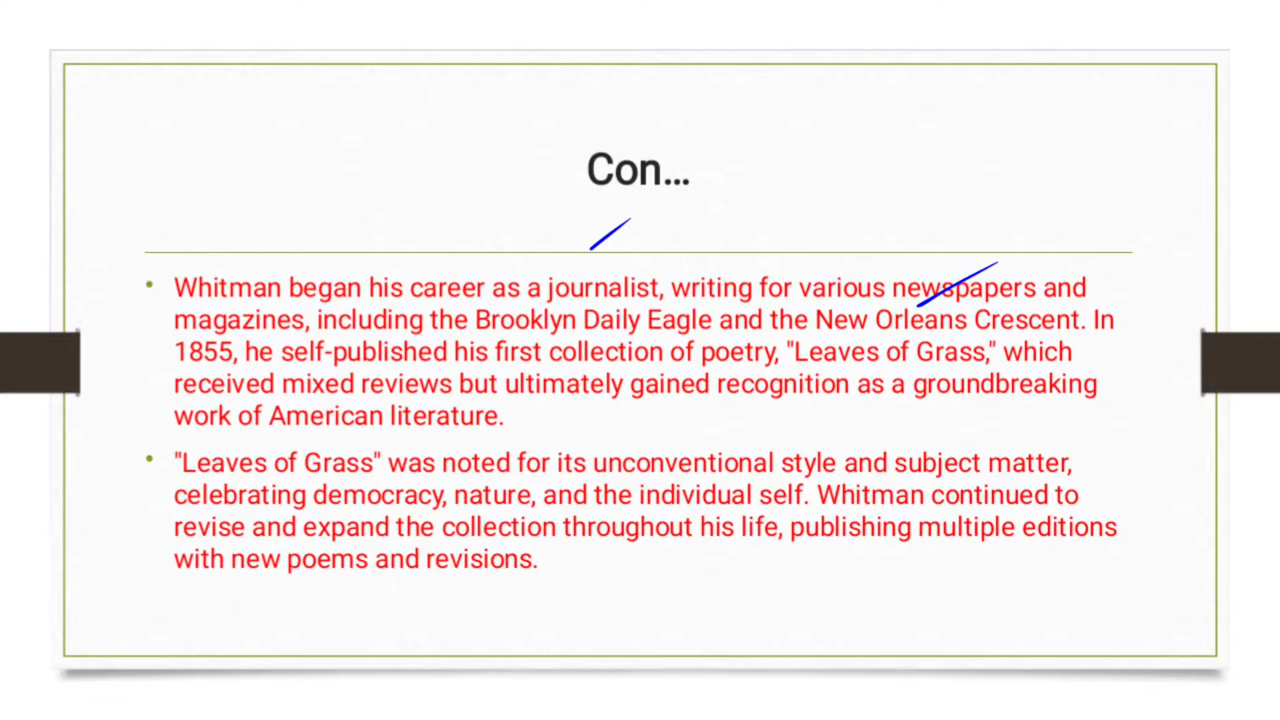 Con...
• Whitman began his career as a journalist, writing for various newspapers and
magazines, including the Brooklyn Daily Eagle and the New Orleans Crescent. In
1855, he self-published his first collection of poetry, "Leaves of Grass," which
received mixed reviews but ultimately gained recognition as a groundbreaking
work of American literature.
• "Leaves of Grass" was noted for its unconventional style and subject matter,
celebrating democracy, nature, and the individual self. Whitman continued to
revise and expand the collection throughout his life, publishing multiple editions
with new poems and revisions.